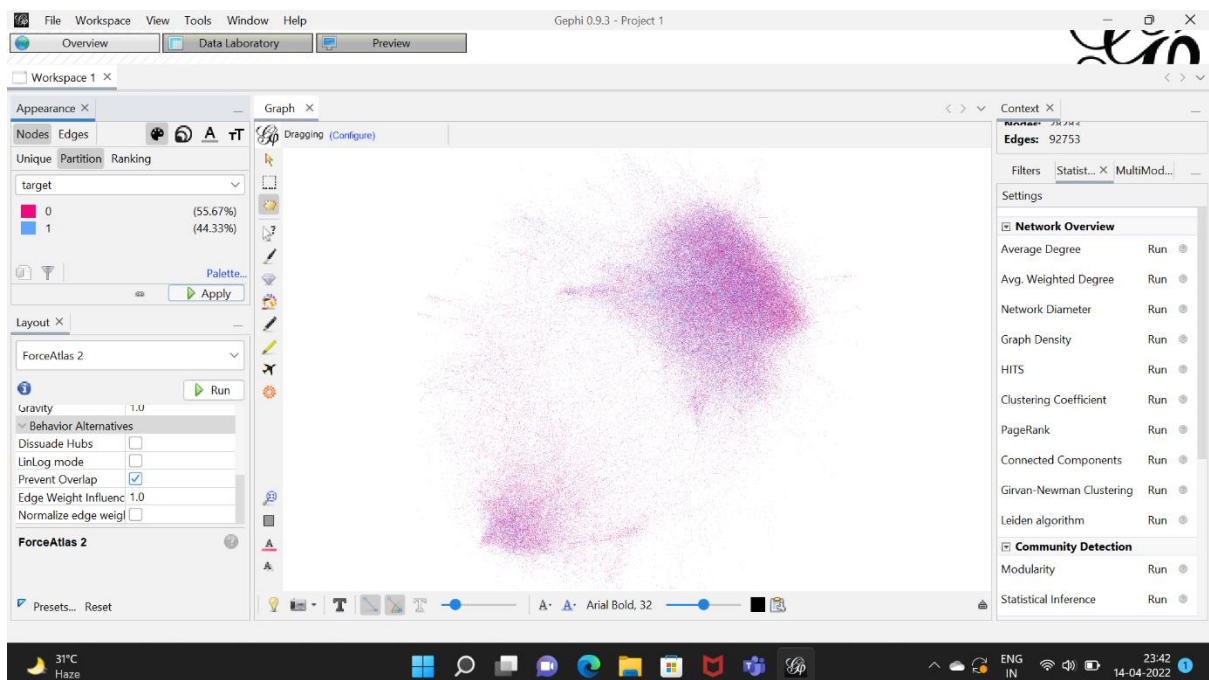 File Workspace View Tools Window Help
Gephi 0.9.3 - Project 1
Overview
Data Laboratory
Preview
Workspace 1
Appearance
Nodes Edges
Unique Partition Ranking
target
0 (55.67%)
1 (44.33%)
Palette...
Apply
Layout
ForceAtlas 2
Run
Gravity 1.0
Behavior Alternatives
Dissuade Hubs
LinLog mode
Prevent Overlap
Edge Weight Influenc 1.0
Normalize edge weigl
ForceAtlas 2
Presets... Reset
Graph
Dragging (Configure)
A- A- Arial Bold, 32
Context
Edges: 92753
Filters Statist... MultiMod...
Settings
Network Overview
Average Degree Run
Avg. Weighted Degree Run
Network Diameter Run
Graph Density Run
HITS Run
Clustering Coefficient Run
PageRank Run
Connected Components Run
Girvan-Newman Clustering Run
Leiden algorithm Run
Community Detection
Modularity Run
Statistical Inference Run
31°C
Haze
ENG
IN
23:42
14-04-2022
1